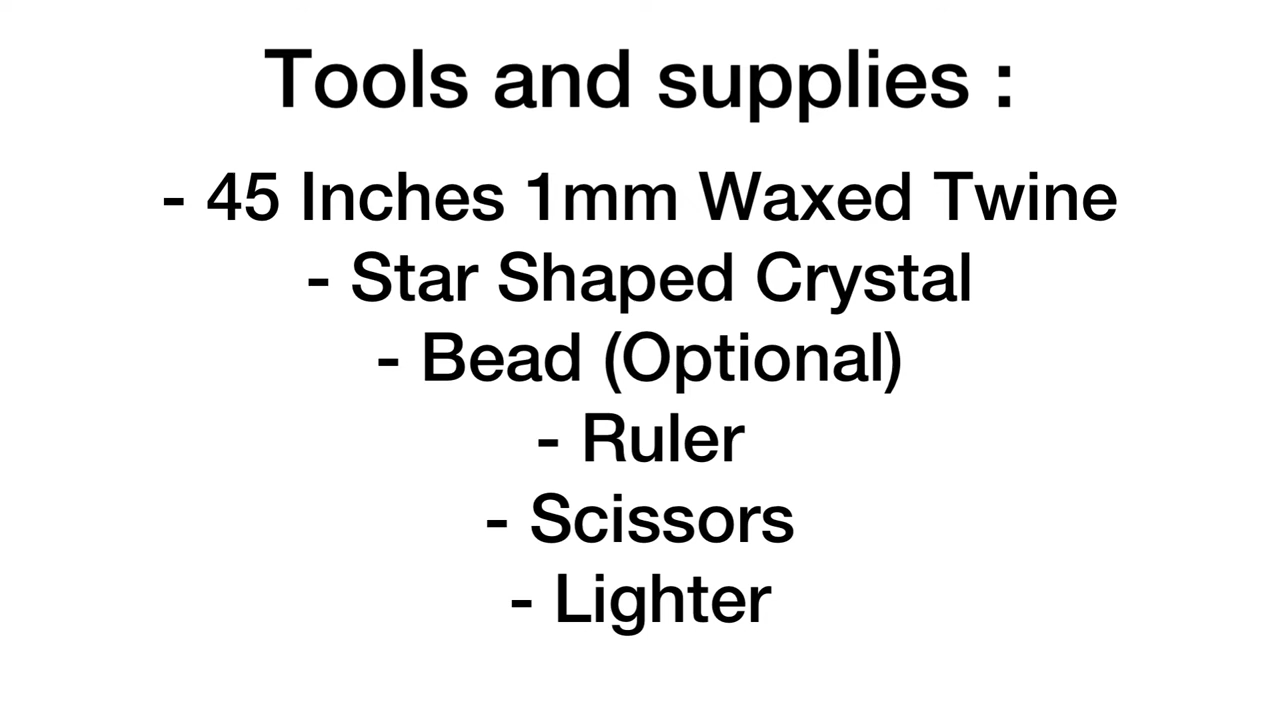 Tools and supplies :
- 45 Inches 1mm Waxed Twine
- Star Shaped Crystal
- Bead (Optional)
- Ruler
- Scissors
- Lighter